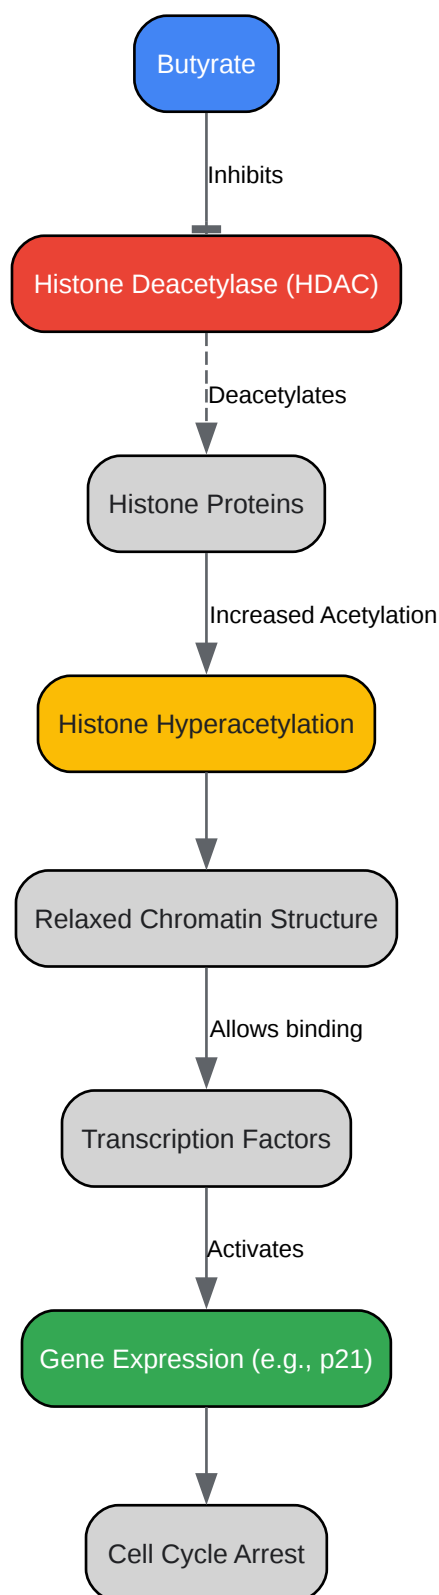 Butyrate
Inhibits
Histone Deacetylase (HDAC)
Deacetylates
Histone Proteins
Increased Acetylation
Histone Hyperacetylation
Relaxed Chromatin Structure
Allows binding
Transcription Factors
Activates
Gene Expression (e.g., p21)
Cell Cycle Arrest